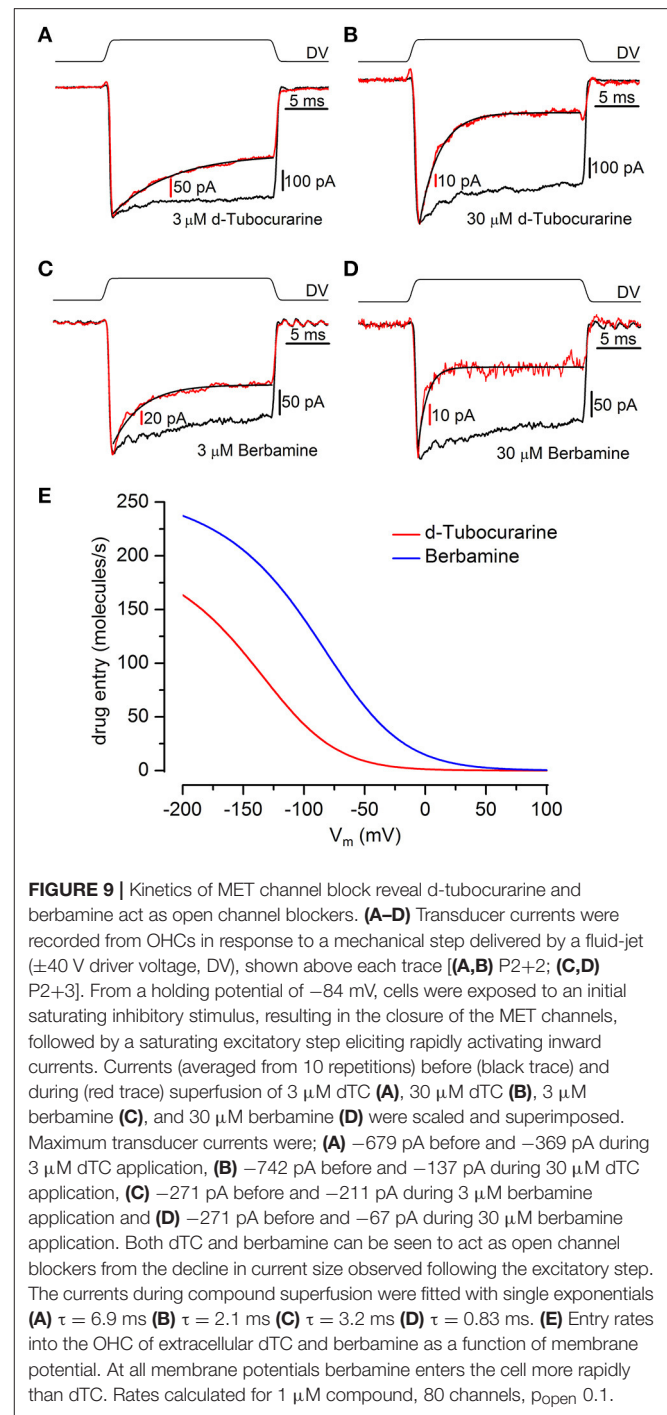 A
DV
5 ms
50 pA
100 pA
3 μM d-Tubocurarine
B
DV
5 ms
10 pA
100 pA
30 μM d-Tubocurarine
C
DV
5 ms
20 pA
50 pA
3 μM Berbamine
D
DV
5 ms
10 pA
50 pA
30 μM Berbamine
E
250
200
150
100
50
0
drug entry (molecules/s)
d-Tubocurarine
Berbamine
-200 -150 -100 -50 0 50 100
Vm (mV)
FIGURE 9 | Kinetics of MET channel block reveal d-tubocurarine and
berbamine act as open channel blockers. (A–D) Transducer currents were
recorded from OHCs in response to a mechanical step delivered by a fluid-jet
(±40 V driver voltage, DV), shown above each trace [(A,B) P2+2; (C,D)
P2+3]. From a holding potential of −84 mV, cells were exposed to an initial
saturating inhibitory stimulus, resulting in the closure of the MET channels,
followed by a saturating excitatory step eliciting rapidly activating inward
currents. Currents (averaged from 10 repetitions) before (black trace) and
during (red trace) superfusion of 3 μM dTC (A), 30 μM dTC (B), 3 μM
berbamine (C), and 30 μM berbamine (D) were scaled and superimposed.
Maximum transducer currents were; (A) −679 pA before and −369 pA during
3 μM dTC application, (B) −742 pA before and −137 pA during 30 μM dTC
application, (C) −271 pA before and −211 pA during 3 μM berbamine
application and (D) −271 pA before and −67 pA during 30 μM berbamine
application. Both dTC and berbamine can be seen to act as open channel
blockers from the decline in current size observed following the excitatory step.
The currents during compound superfusion were fitted with single exponentials
(A) τ = 6.9 ms (B) τ = 2.1 ms (C) τ = 3.2 ms (D) τ = 0.83 ms. (E) Entry rates
into the OHC of extracellular dTC and berbamine as a function of membrane
potential. At all membrane potentials berbamine enters the cell more rapidly
than dTC. Rates calculated for 1 μM compound, 80 channels, popen 0.1.